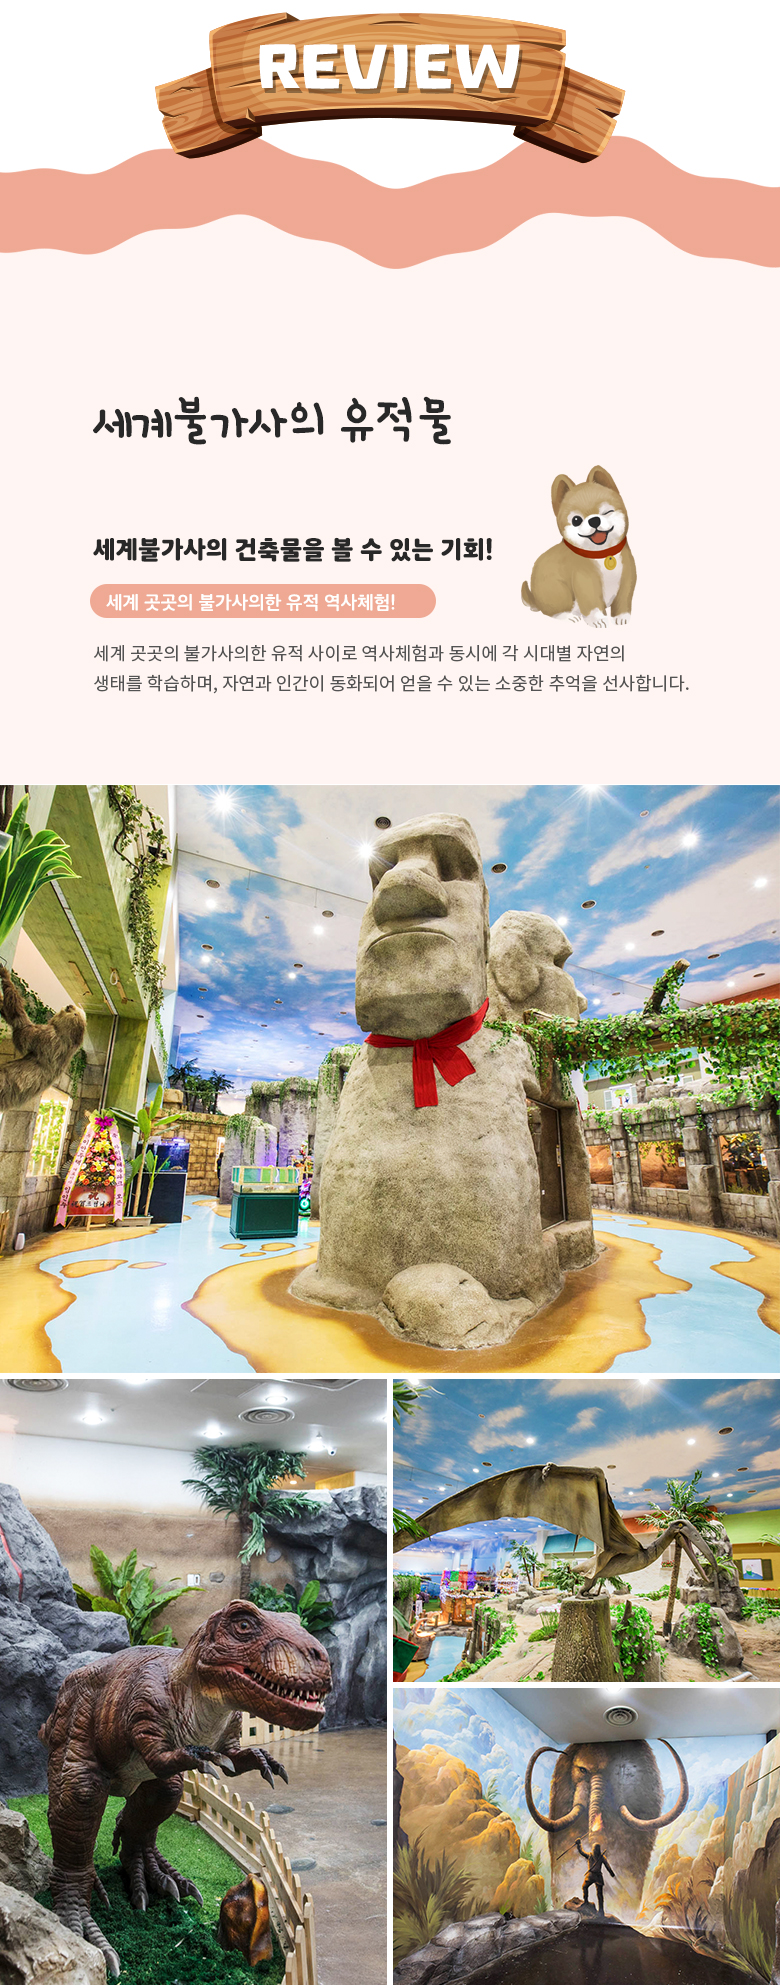 REVIEW
세계불가사의 유적물
세계불가사의 건축물을 볼 수 있는 기회!
세계 곳곳의 불가사의한 유적 역사체험!
세계 곳곳의 불가사의한 유적 사이로 역사체험과 동시에 각 시대별 자연의
생태를 학습하며, 자연과 인간이 동화되어 얻을 수 있는 소중한 추억을 선사합니다.